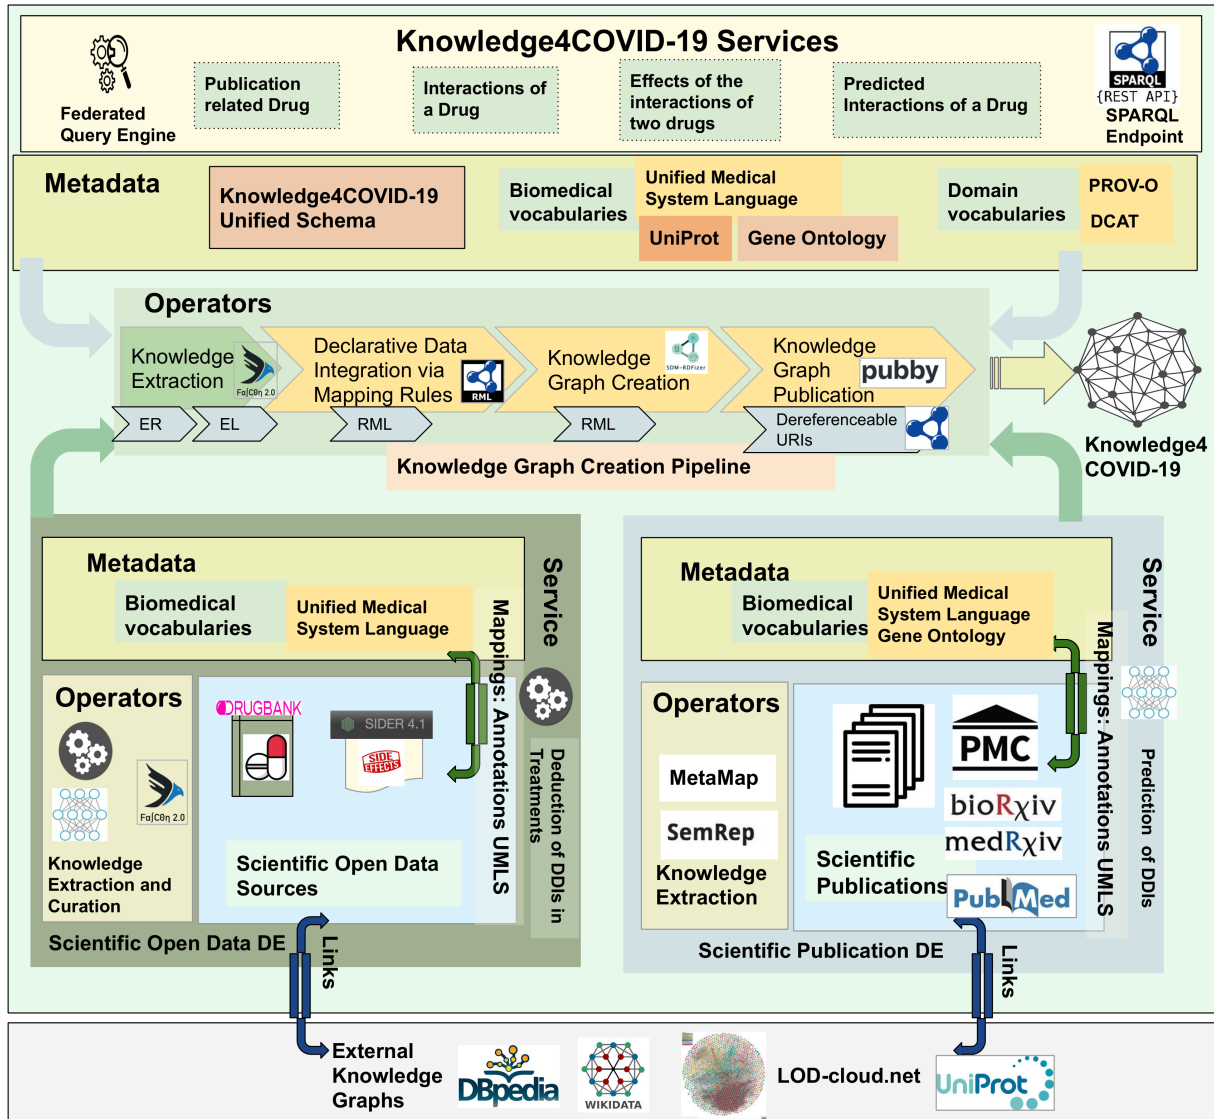 Knowledge4COVID-19 Services
Federated
Query Engine
Publication
related Drug
Interactions of
a Drug
Effects of the
interactions of
two drugs
Predicted
Interactions of a Drug
SPARQL
{REST API}
SPARQL
Endpoint
Metadata
Knowledge4COVID-19
Unified Schema
Biomedical
vocabularies
Unified Medical
System Language
UniProt
Gene Ontology
Domain
vocabularies
PROV-O
DCAT
Operators
Knowledge
Extraction
Fa∫Cθη 2.0
Declarative Data
Integration via
Mapping Rules
RML
Knowledge
Graph Creation
SDM-RDFizer
Knowledge
Graph
Publication
pubby
ER
EL
RML
RML
Dereferenceable
URIs
Knowledge Graph Creation Pipeline
Knowledge4
COVID-19
Metadata
Biomedical
vocabularies
Unified Medical
System Language
Service
Mappings: Annotations UMLS
Operators
Fa∫Cθη 2.0
Knowledge
Extraction and
Curation
DRUGBANK
SIDER 4.1
SIDE
EFFECTS
Scientific Open Data
Sources
Deduction of DDIs in
Treatments
Scientific Open Data DE
Links
Metadata
Biomedical
vocabularies
Unified Medical
System Language
Gene Ontology
Service
Mappings: Annotations UMLS
Operators
MetaMap
SemRep
Knowledge
Extraction
PMC
bioRχiv
medRχiv
Scientific
Publications
PubMed
Prediction of DDIs
Scientific Publication DE
Links
External
Knowledge
Graphs
DBpedia
WIKIDATA
LOD-cloud.net
UniProt